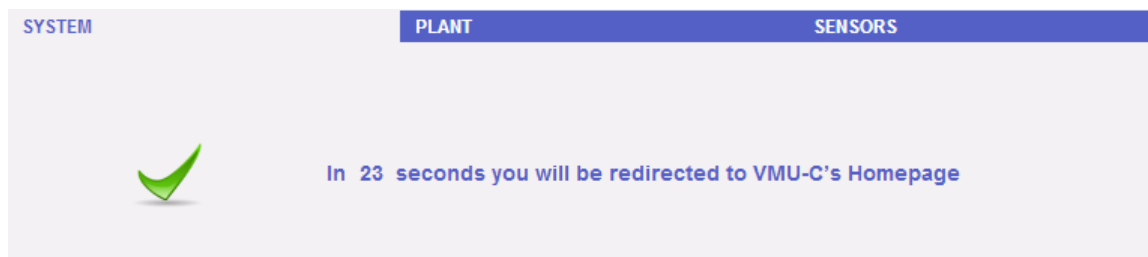 SYSTEM PLANT SENSORS
In 23 seconds you will be redirected to VMU-C’s Homepage